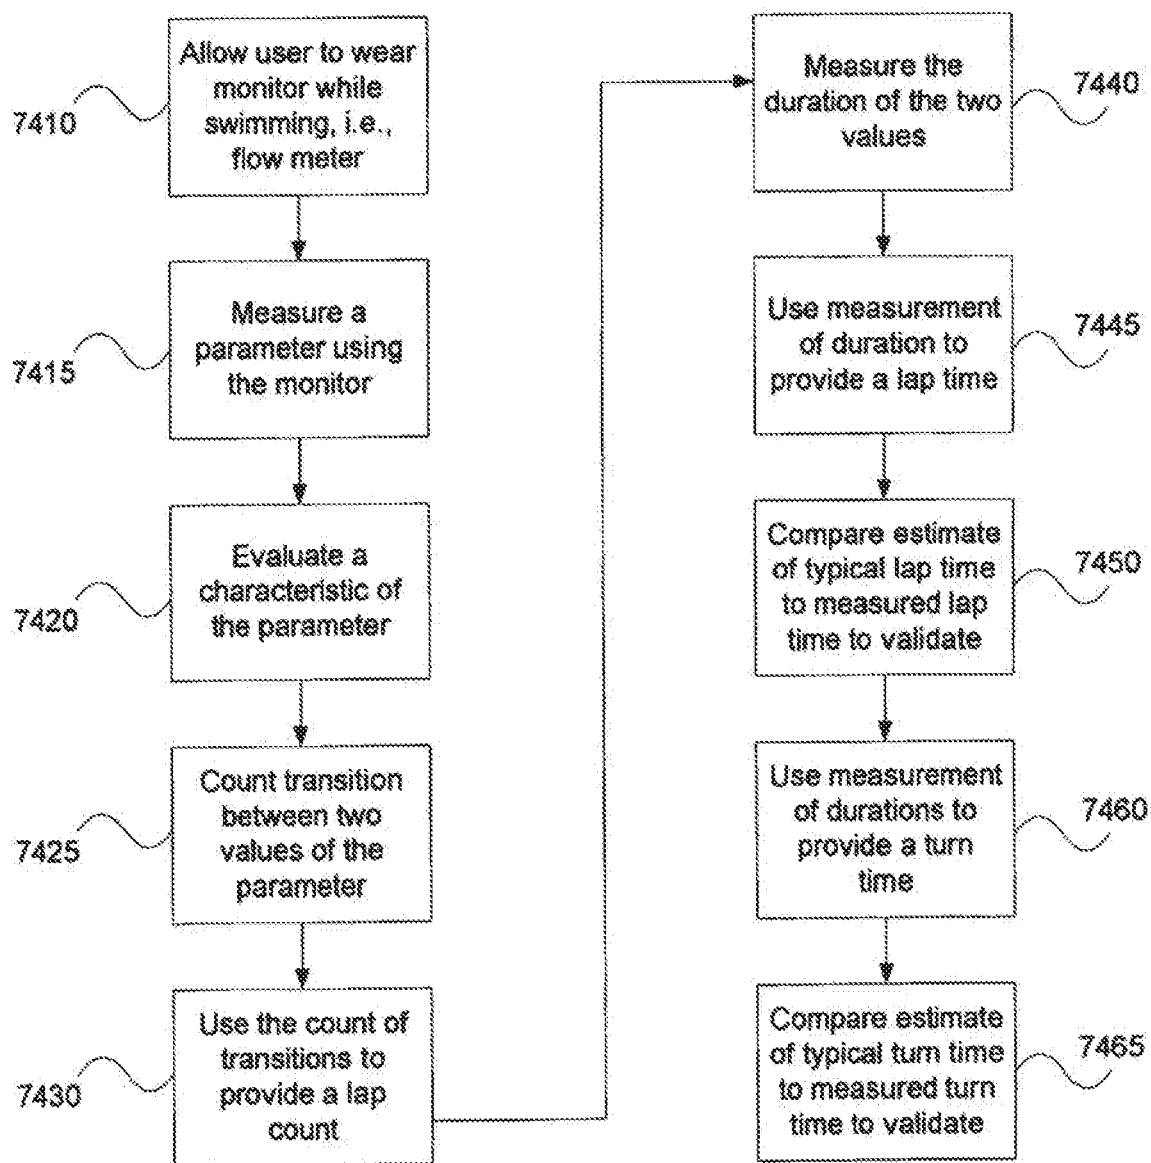 Allow user to wear
monitor while
swimming, i.e.,
flow meter
7410
Measure a
parameter using
the monitor
7415
Evaluate a
characteristic of
the parameter
7420
Count transition
between two
values of the
parameter
7425
Use the count of
transitions to
provide a lap
count
7430
Measure the
duration of the two
values
7440
Use measurement
of duration to
provide a lap time
7445
Compare estimate
of typical lap time
to measured lap
time to validate
7450
Use measurement
of durations to
provide a turn
time
7460
Compare estimate
of typical turn time
to measured turn
time to validate
7465